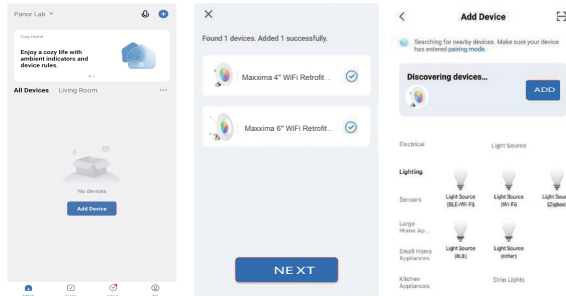 Panor Lab
Cozy Home
Enjoy a cozy life with
ambient indicators and
device rules.
All Devices Living Room
No devices
Add Device
Found 1 devices. Added 1 successfully.
Maxxima 4" WiFi Retrofit ...
Maxxima 6" WiFi Retrofit...
NEXT
Add Device
Searching for nearby devices. Make sure your device
has entered pairing mode.
Discovering devices...
ADD
Electrical
Light Source
Lighting
Sensors
Light Source
(BLE+Wi-Fi)
Light Source
(Wi-Fi)
Light Sour
(Zigbee
Large
Home Ap...
Small Home
Appliances
Light Source
(BLE)
Light Source
(other)
Kitchen
Appliances
Strip Lights